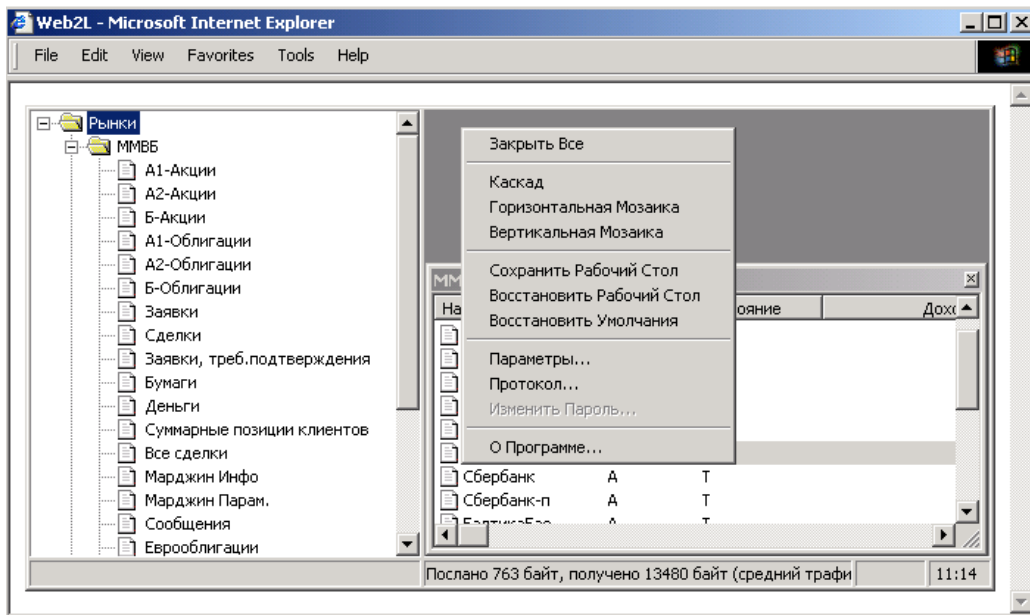 Web2L - Microsoft Internet Explorer
File Edit View Favorites Tools Help
Рынки
ММВБ
А1-Акции
А2-Акции
Б-Акции
А1-Облигации
А2-Облигации
Б-Облигации
Заявки
Сделки
Заявки, треб.подтверждения
Бумаги
Деньги
Суммарные позиции клиентов
Все сделки
Марджин Инфо
Марджин Парам.
Сообщения
Еврооблигации
Закрыть Все
Каскад
Горизонтальная Мозаика
Вертикальная Мозаика
Сохранить Рабочий Стол
Восстановить Рабочий Стол
Восстановить Умолчания
Параметры...
Протокол...
Изменить Пароль...
О Программе...
Сбербанк А Т
Сбербанк-п А Т
Послано 763 байт, получено 13480 байт (средний трафи 11:14